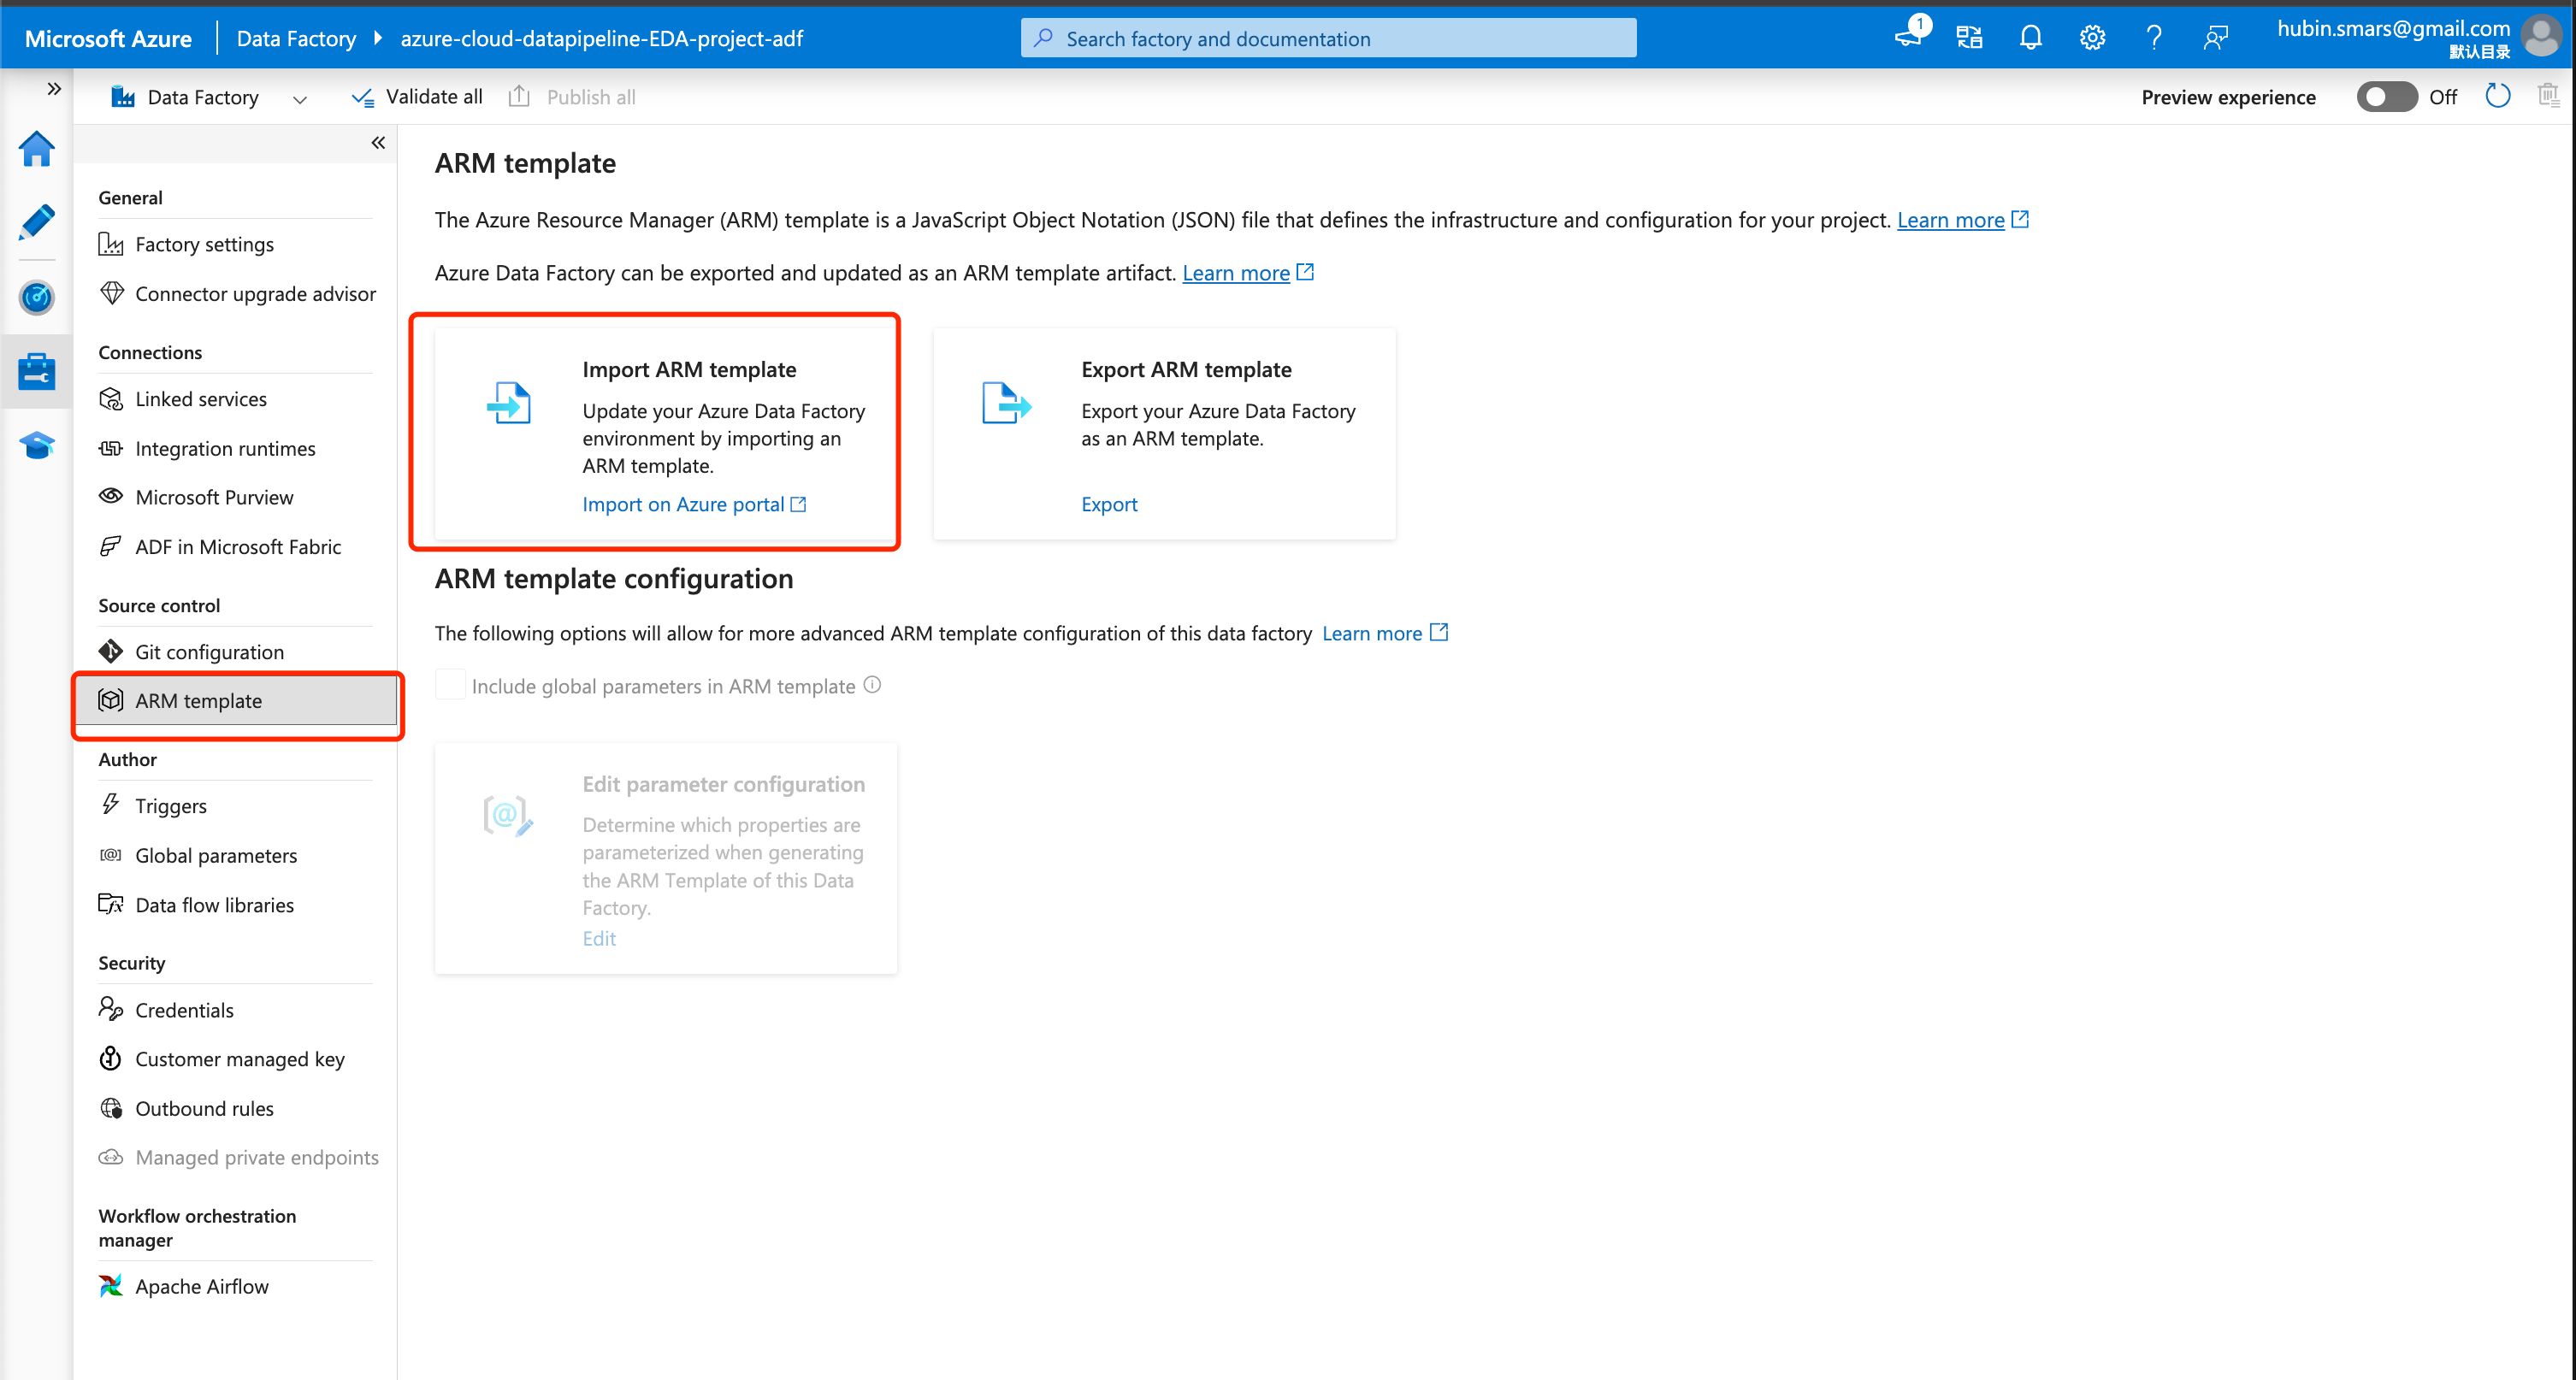 Microsoft Azure
Data Factory
azure-cloud-datapipeline-EDA-project-adf
Search factory and documentation
1
hubin.smars@gmail.com
默认目录
Data Factory
Validate all
Publish all
Preview experience
Off
General
Factory settings
Connector upgrade advisor
Connections
Linked services
Integration runtimes
Microsoft Purview
ADF in Microsoft Fabric
Source control
Git configuration
ARM template
Author
Triggers
Global parameters
Data flow libraries
Security
Credentials
Customer managed key
Outbound rules
Managed private endpoints
Workflow orchestration
manager
Apache Airflow
ARM template
The Azure Resource Manager (ARM) template is a JavaScript Object Notation (JSON) file that defines the infrastructure and configuration for your project. Learn more
Azure Data Factory can be exported and updated as an ARM template artifact. Learn more
Import ARM template
Update your Azure Data Factory
environment by importing an
ARM template.
Import on Azure portal
Export ARM template
Export your Azure Data Factory
as an ARM template.
Export
ARM template configuration
The following options will allow for more advanced ARM template configuration of this data factory Learn more
Include global parameters in ARM template
Edit parameter configuration
Determine which properties are
parameterized when generating
the ARM Template of this Data
Factory.
Edit